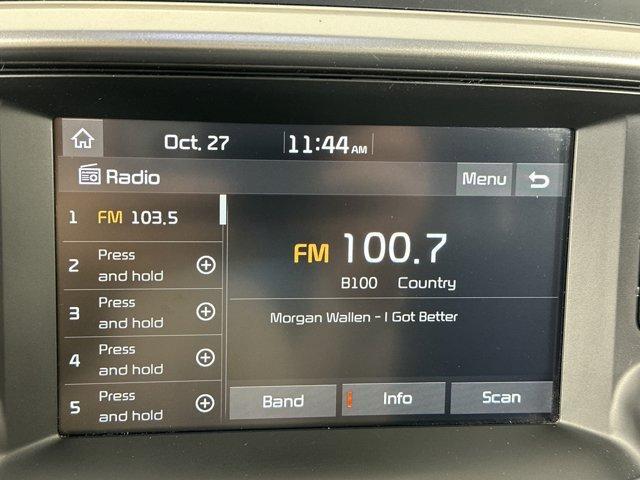 Oct. 27 11:44 AM
Radio Menu
1 FM 103.5
2 Press and hold
3 Press and hold
4 Press and hold
5 Press and hold
FM 100.7
B100 Country
Morgan Wallen - I Got Better
Band Info Scan